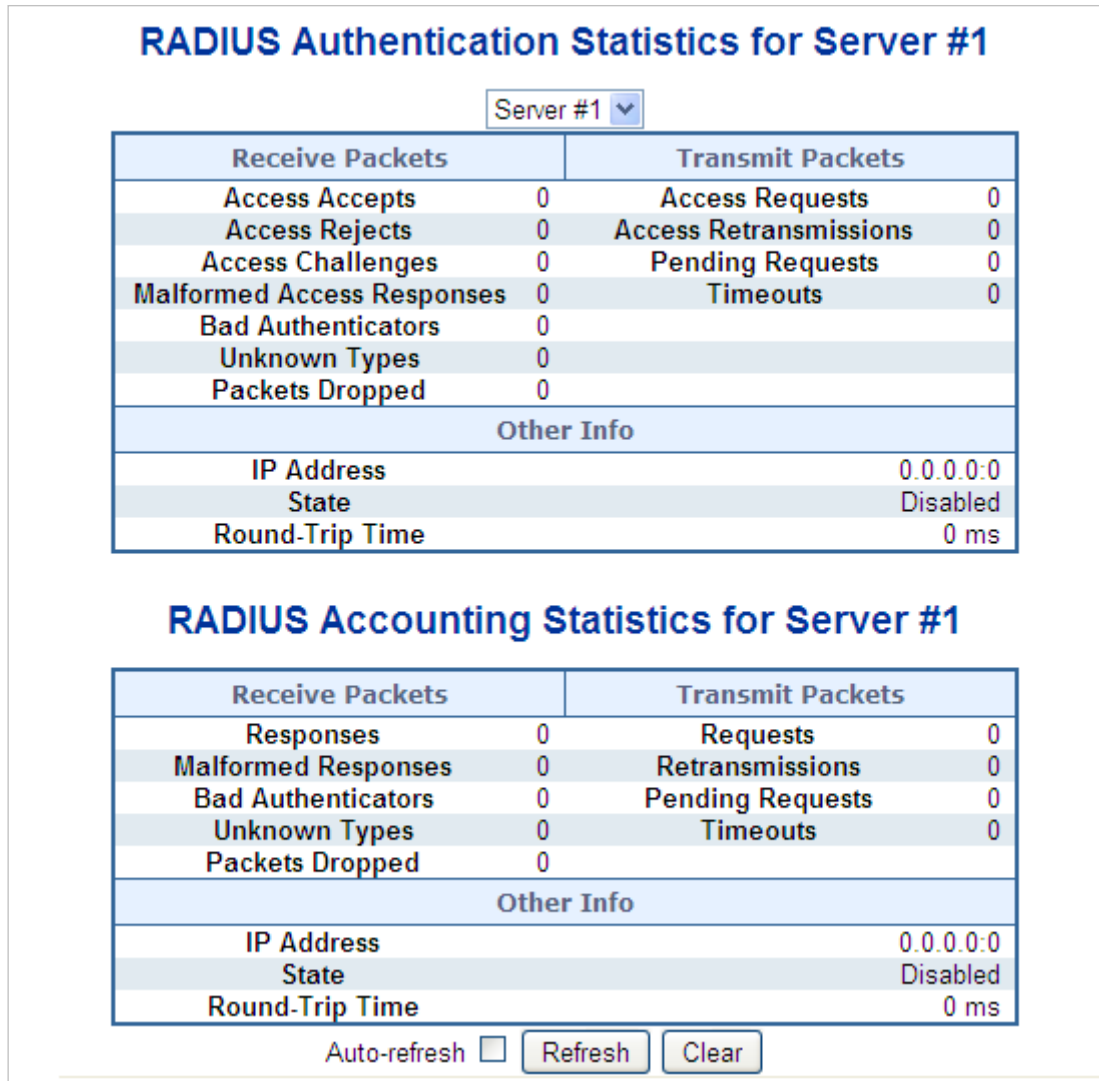 RADIUS Authentication Statistics for Server #1
Server #1
Receive Packets Transmit Packets
Access Accepts 0 Access Requests 0
Access Rejects 0 Access Retransmissions 0
Access Challenges 0 Pending Requests 0
Malformed Access Responses 0 Timeouts 0
Bad Authenticators 0
Unknown Types 0
Packets Dropped 0
Other Info
IP Address 0.0.0.0:0
State Disabled
Round-Trip Time 0 ms
RADIUS Accounting Statistics for Server #1
Receive Packets Transmit Packets
Responses 0 Requests 0
Malformed Responses 0 Retransmissions 0
Bad Authenticators 0 Pending Requests 0
Unknown Types 0 Timeouts 0
Packets Dropped 0
Other Info
IP Address 0.0.0.0:0
State Disabled
Round-Trip Time 0 ms
Auto-refresh Refresh Clear